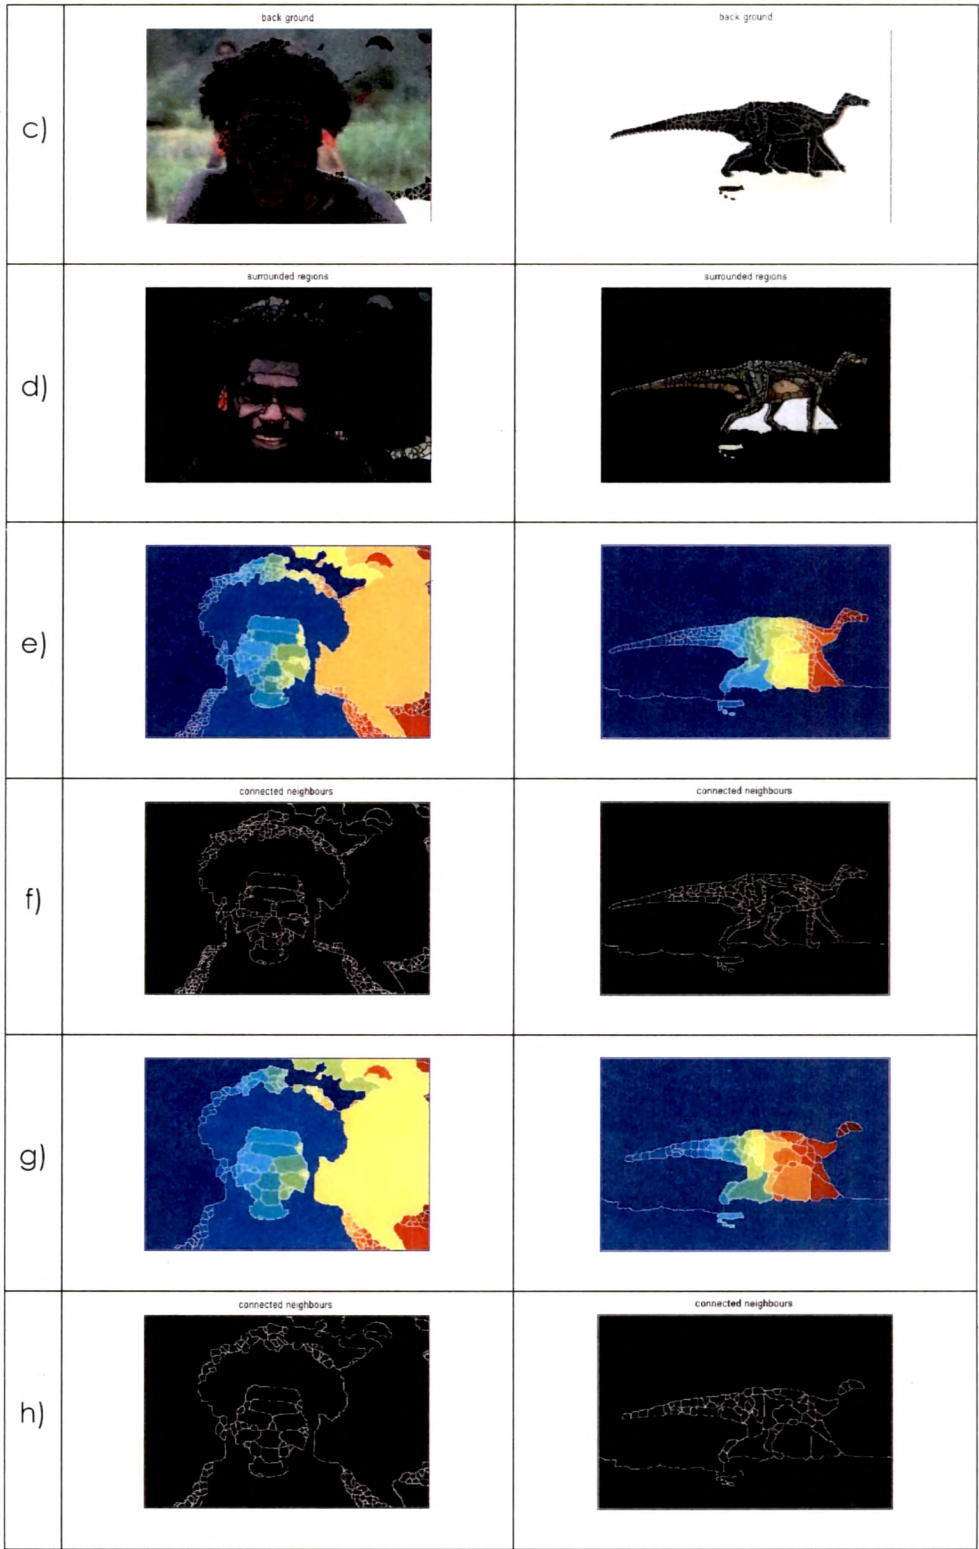 back ground
back ground
c)
surrounded regions
surrounded regions
d)
e)
connected neighbours
connected neighbours
f)
g)
connected neighbours
connected neighbours
h)